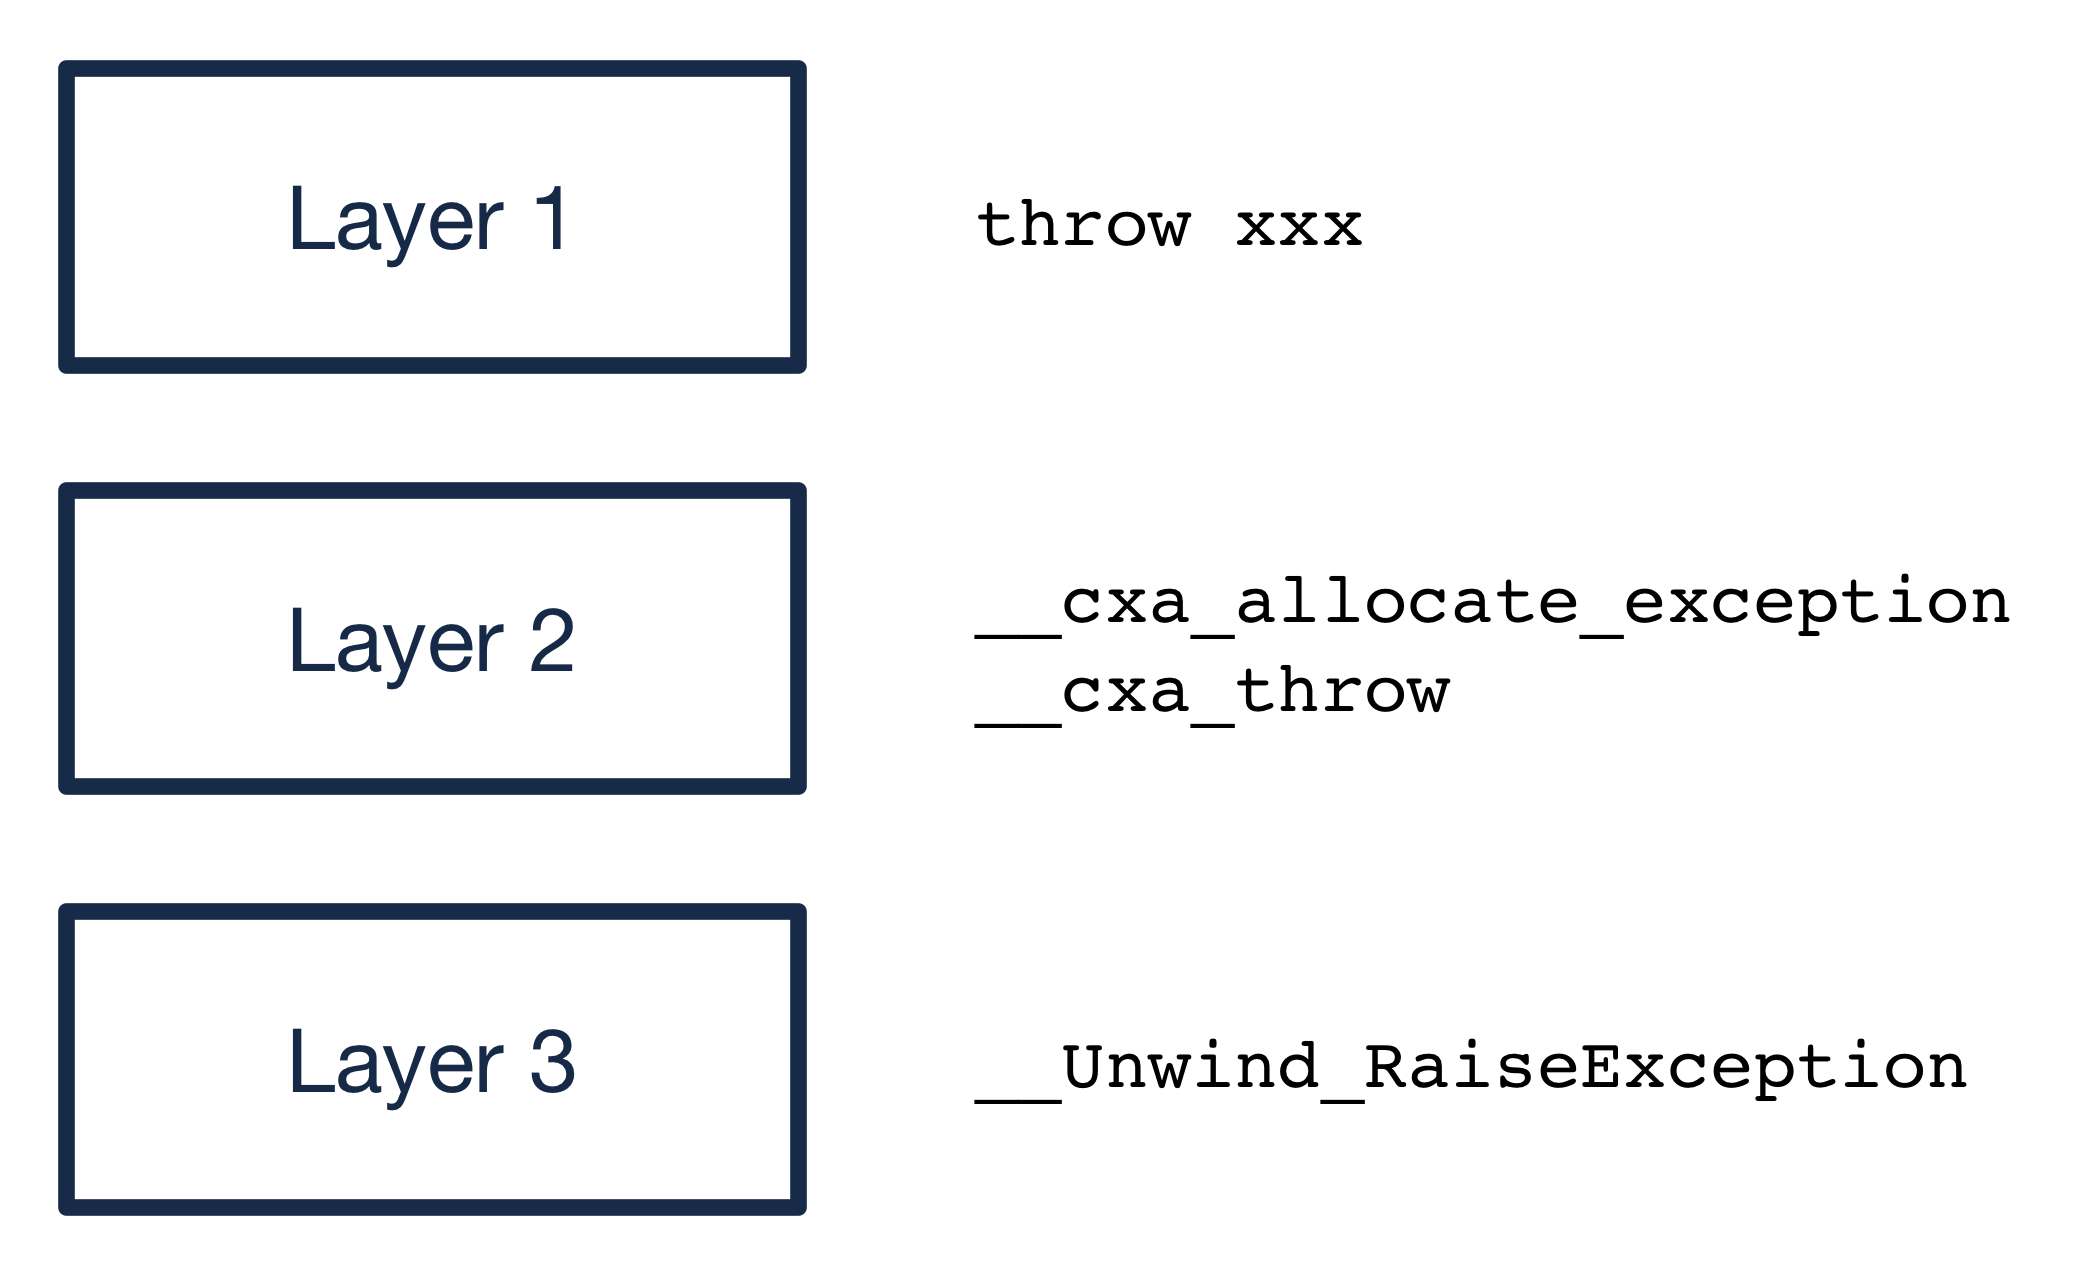 Layer 1
throw xxx
Layer 2
__cxa_allocate_exception
__cxa_throw
Layer 3
__Unwind_RaiseException